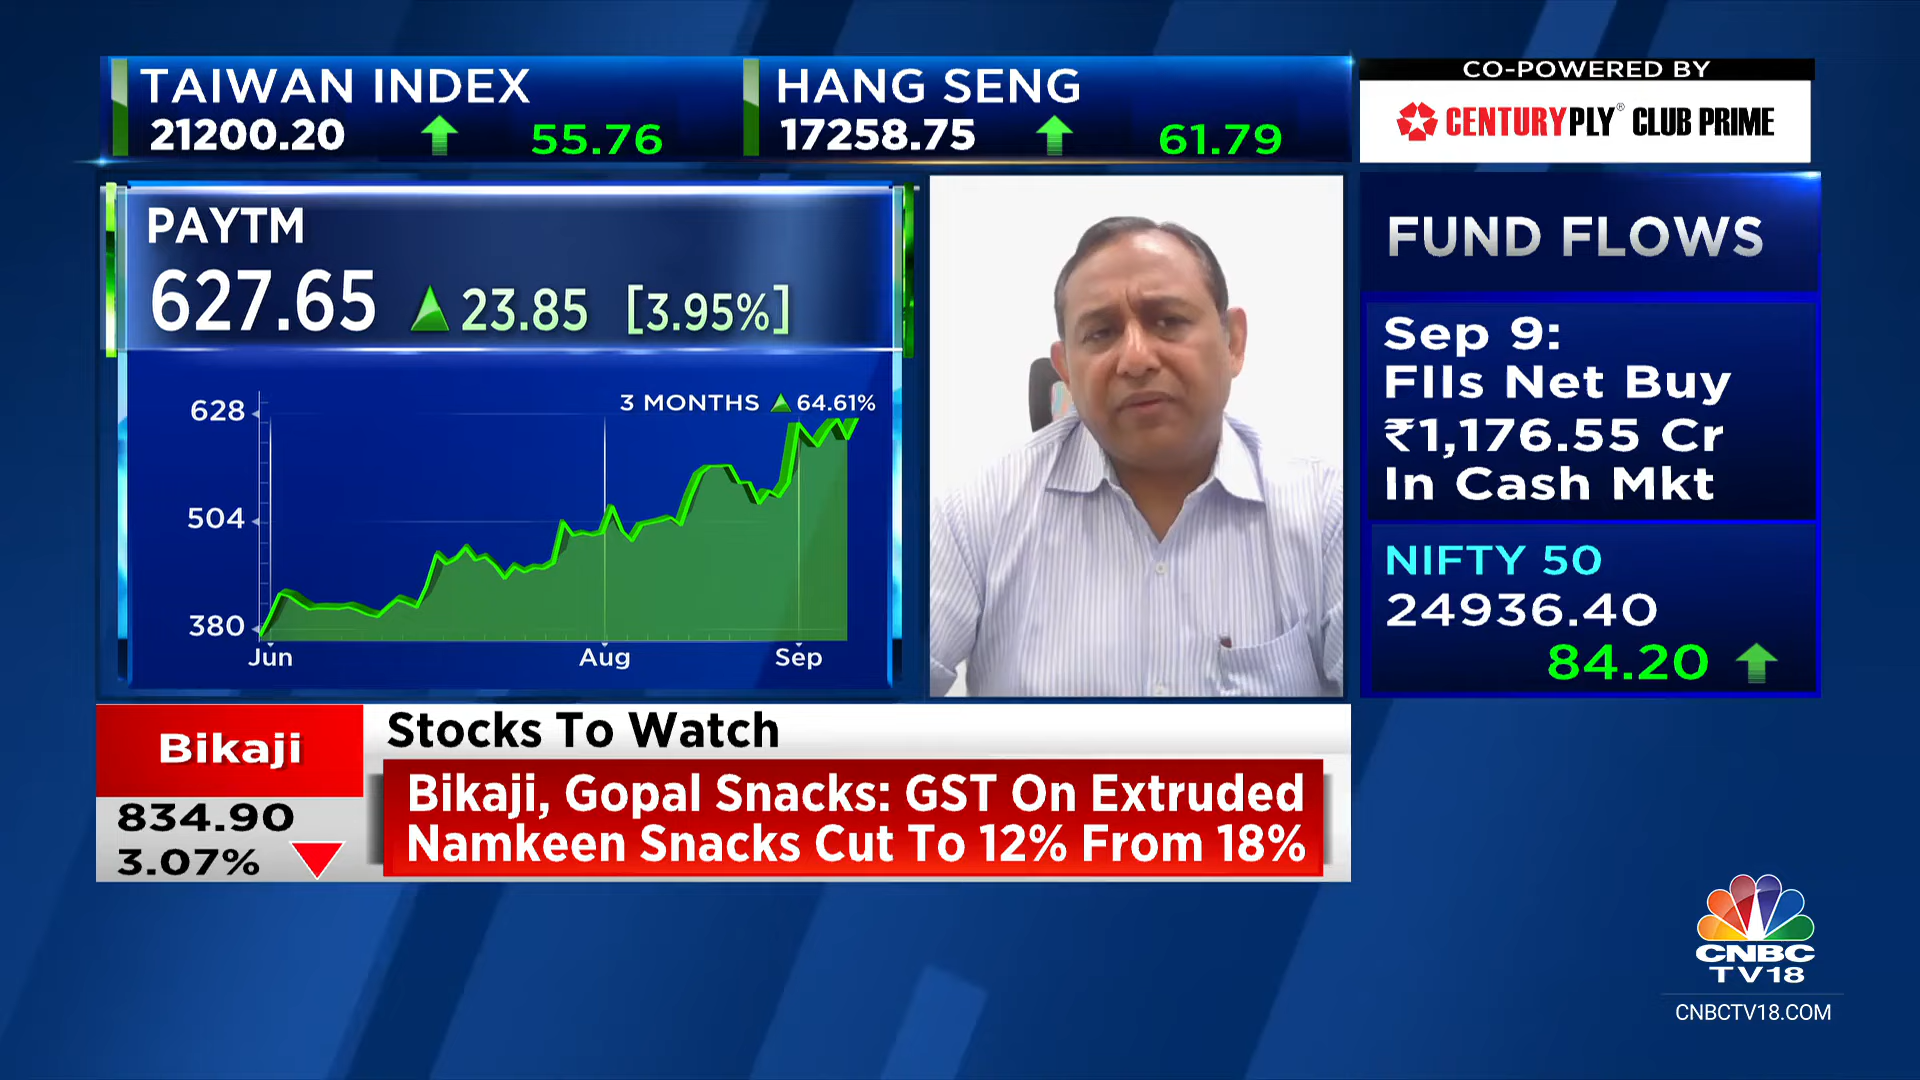 TAIWAN INDEX
21200.20 55.76
HANG SENG
17258.75 61.79
CO-POWERED BY
CENTURYPLY® CLUB PRIME
PAYTM
627.65 23.85 [3.95%]
3 MONTHS 64.61%
628
504
380
Jun Aug Sep
FUND FLOWS
Sep 9:
FIIs Net Buy
₹1,176.55 Cr
In Cash Mkt
NIFTY 50
24936.40
84.20
Bikaji
834.90
3.07%
Stocks To Watch
Bikaji, Gopal Snacks: GST On Extruded
Namkeen Snacks Cut To 12% From 18%
CNBC
TV18
CNBCTV18.COM